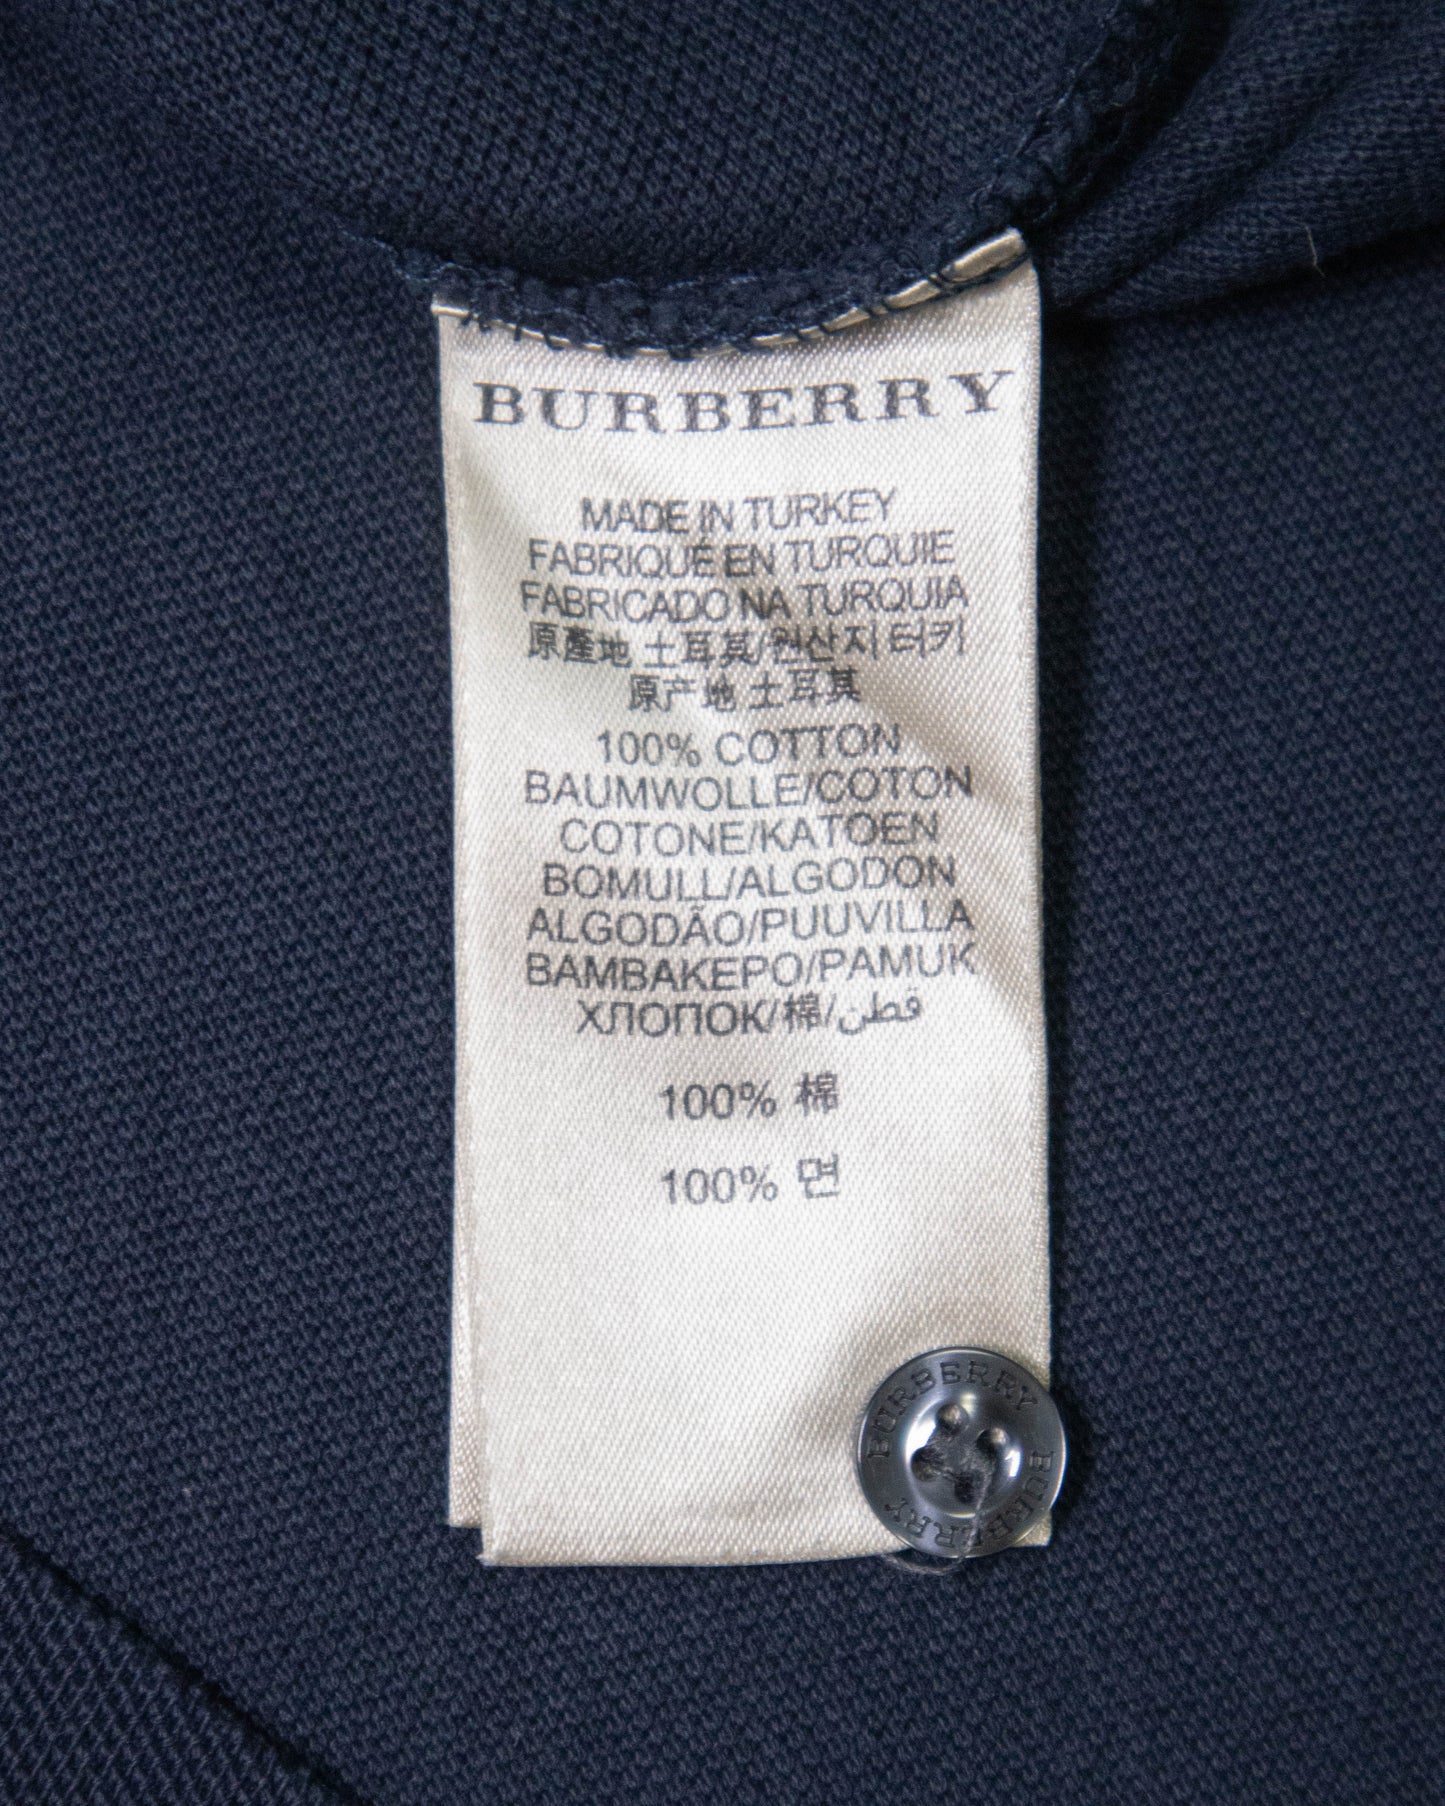 BURBERRY
MADE IN TURKEY
FABRIQUÉ EN TURQUIE
FABRICADO NA TURQUIA
原產地 土耳其/원산지 터키
原产地 土耳其
100% COTTON
BAUMWOLLE/COTON
COTONE/KATOEN
BOMULL/ALGODON
ALGODÃO/PUUVILLA
BAMBAKEPO/PAMUK
ХЛОПОК/棉/قطن
100% 棉
100% 면
BURBERRY
BURBERRY